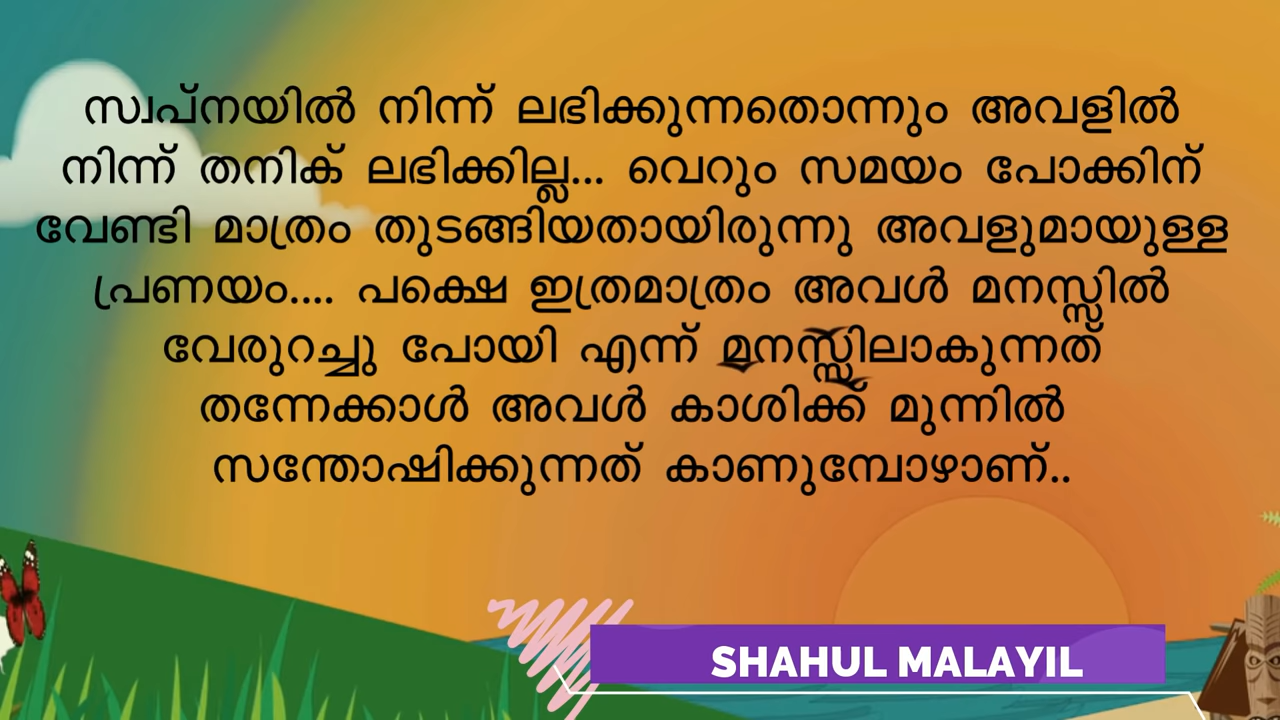 സ്വപ്നയിൽ നിന്ന് ലഭിക്കുന്നതൊന്നും അവളിൽ
നിന്ന് തനിക് ലഭിക്കില്ല... വെറും സമയം പോക്കിന്
വേണ്ടി മാത്രം തുടങ്ങിയതായിരുന്നു അവളുമായുള്ള
പ്രണയം.... പക്ഷെ ഇത്രമാത്രം അവൾ മനസ്സിൽ
വേരുറച്ചു പോയി എന്ന് മനസ്സിലാകുന്നത്
തന്നേക്കാൾ അവൾ കാശിക്ക് മുന്നിൽ
സന്തോഷിക്കുന്നത് കാണുമ്പോഴാണ്..
SHAHUL MALAYIL